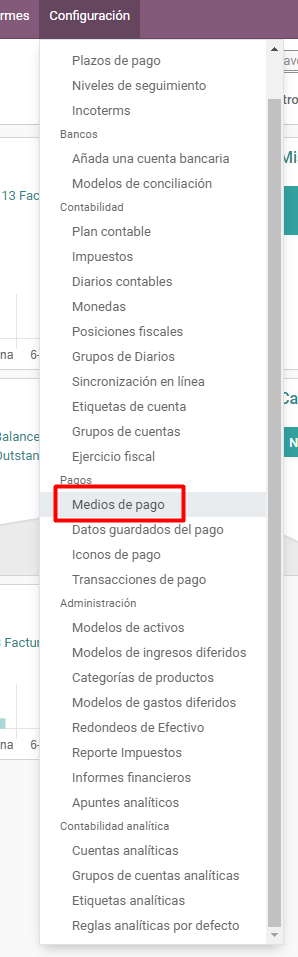 rmes Configuración
Plazos de pago
Niveles de seguimiento
Incoterms
Bancos
Añada una cuenta bancaria
Modelos de conciliación
Contabilidad
Plan contable
Impuestos
Diarios contables
Monedas
Posiciones fiscales
Grupos de Diarios
Sincronización en línea
Etiquetas de cuenta
Grupos de cuentas
Ejercicio fiscal
Pagos
Medios de pago
Datos guardados del pago
Iconos de pago
Transacciones de pago
Administración
Modelos de activos
Modelos de ingresos diferidos
Categorías de productos
Modelos de gastos diferidos
Redondeos de Efectivo
Reporte Impuestos
Informes financieros
Apuntes analíticos
Contabilidad analítica
Cuentas analíticas
Grupos de cuentas analíticas
Etiquetas analíticas
Reglas analíticas por defecto
13 Fac
na 6-
Balance
Outstan
Factur
na 6-
tro
Mi
Ca
N